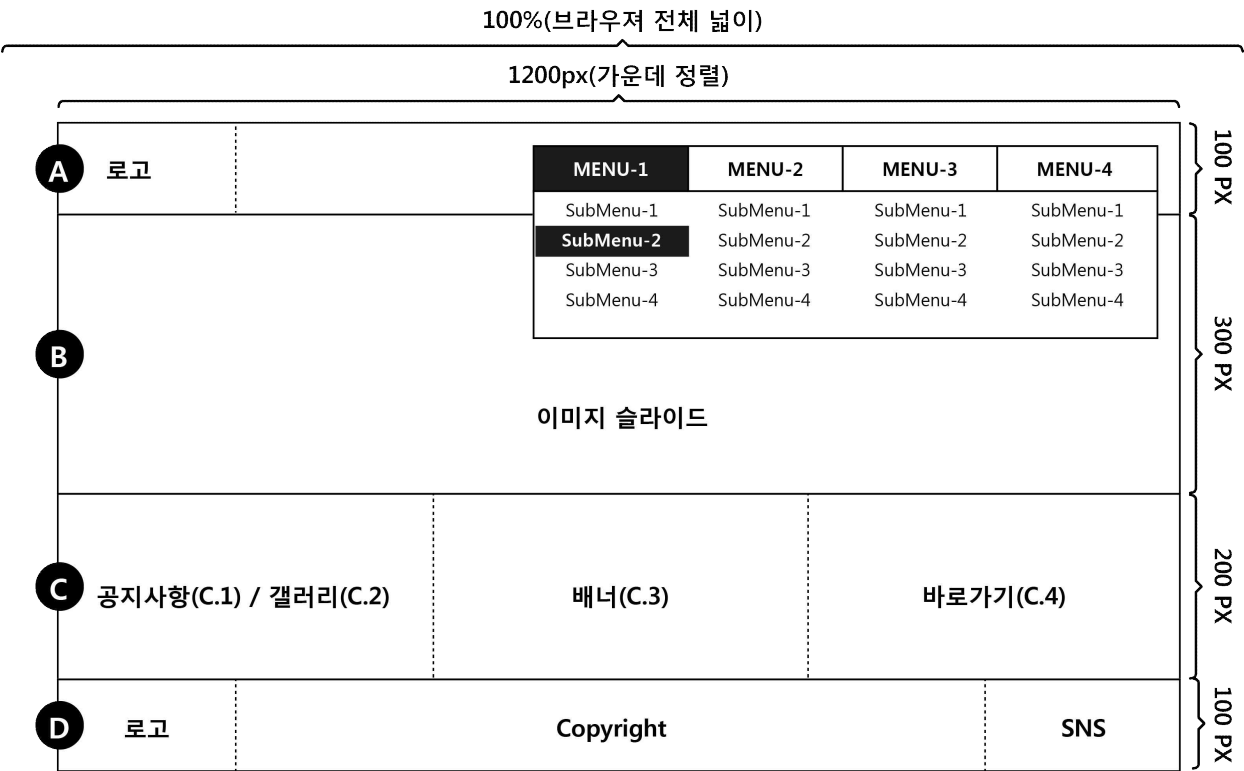 100%(브라우져 전체 넓이)
1200px(가운데 정렬)
A
로고
MENU-1 MENU-2 MENU-3 MENU-4
100 PX
SubMenu-1 SubMenu-1 SubMenu-1 SubMenu-1
SubMenu-2 SubMenu-2 SubMenu-2 SubMenu-2
SubMenu-3 SubMenu-3 SubMenu-3 SubMenu-3
SubMenu-4 SubMenu-4 SubMenu-4 SubMenu-4
B
300 PX
이미지 슬라이드
C
공지사항(C.1) / 갤러리(C.2)
배너(C.3)
바로가기(C.4)
200 PX
D
로고
Copyright
SNS
100 PX